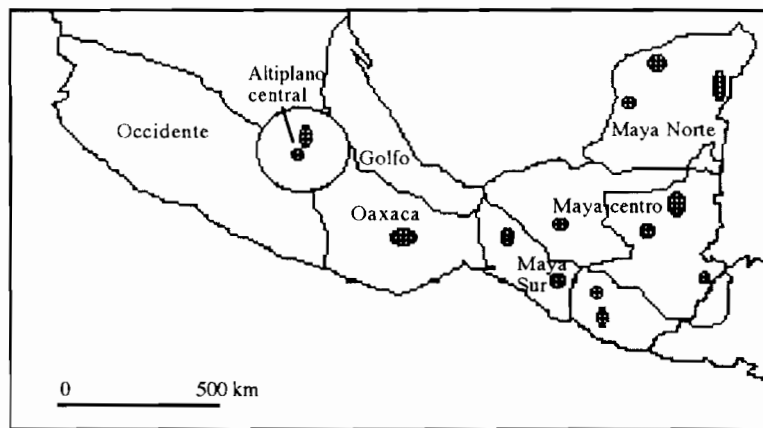 Altiplano
central
Occidente
Golfo
Maya Norte
Oaxaca
Maya centro
Maya
Sur
0 500 km